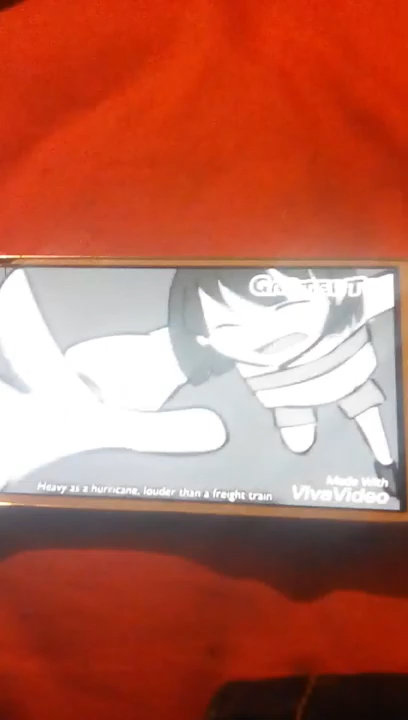 Heavy as a hurricane, louder than a freight train
Made With
VivaVideo